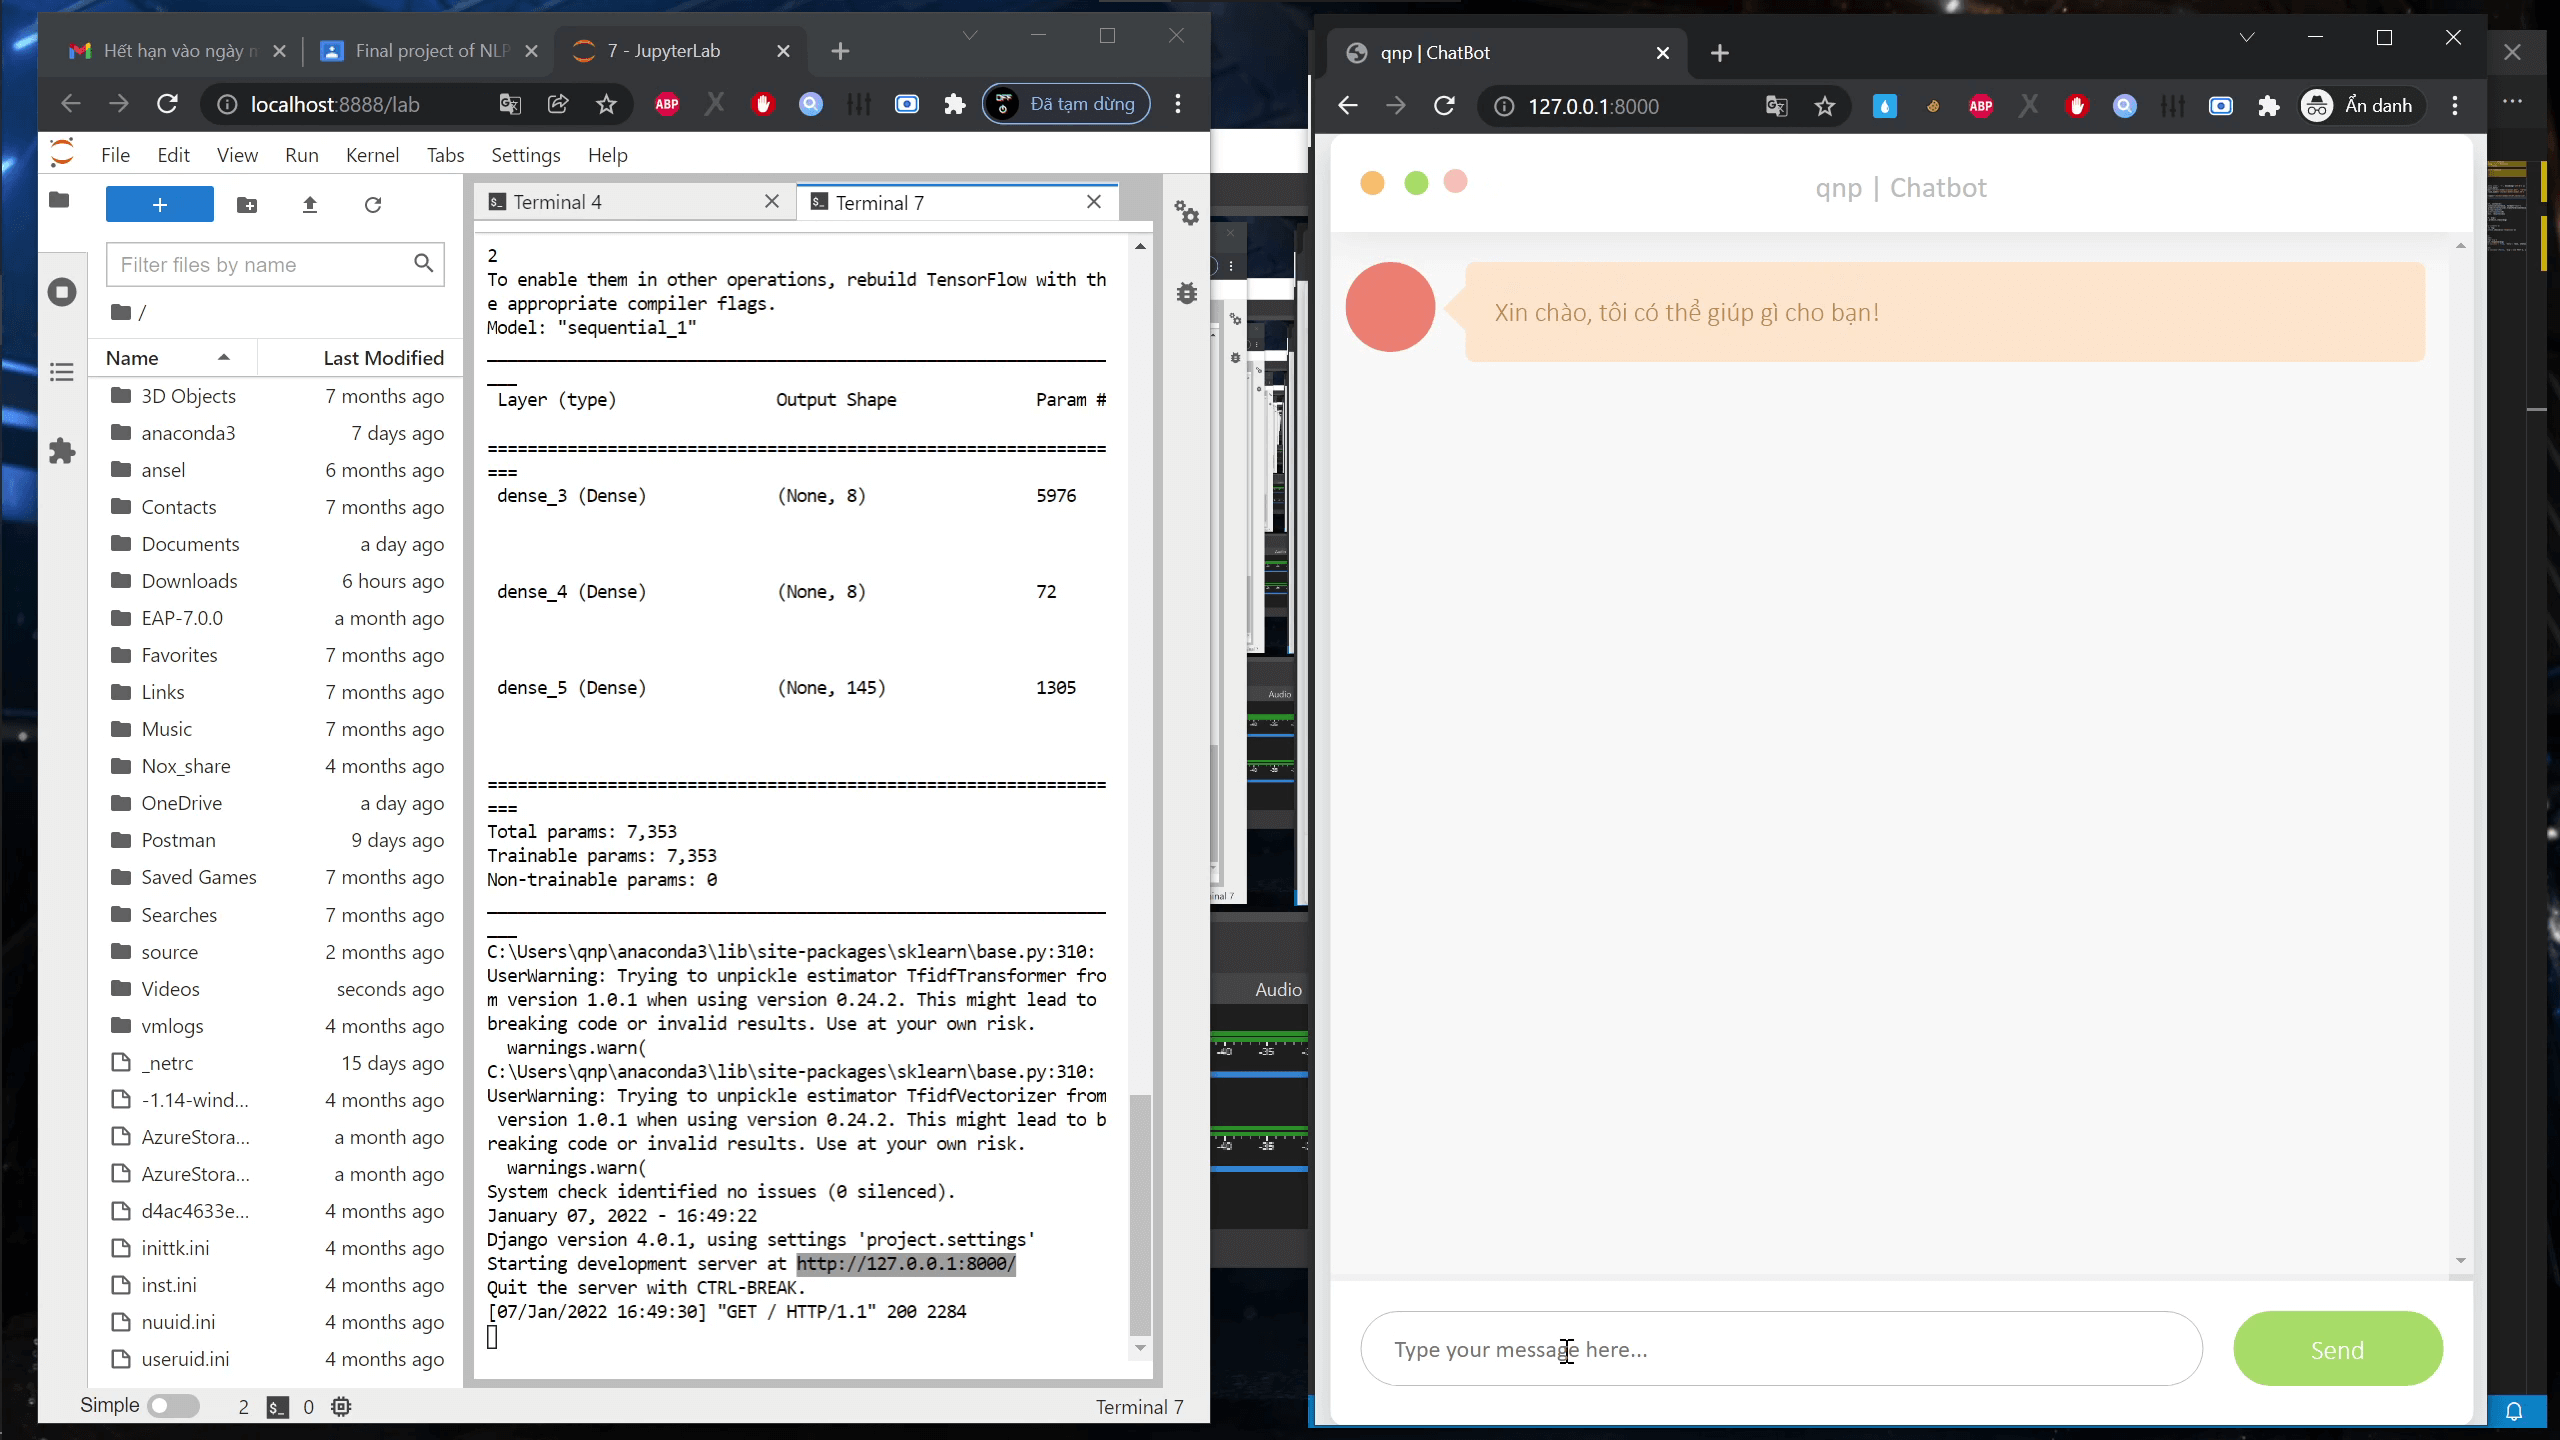 Hết hạn vào ngày
Final project of NLP
7 - JupyterLab
localhost:8888/lab
ABP
OFF
Đã tạm dừng
File Edit View Run Kernel Tabs Settings Help
Terminal 4
Terminal 7
Filter files by name
/
Name Last Modified
3D Objects 7 months ago
anaconda3 7 days ago
ansel 6 months ago
Contacts 7 months ago
Documents a day ago
Downloads 6 hours ago
EAP-7.0.0 a month ago
Favorites 7 months ago
Links 7 months ago
Music 7 months ago
Nox_share 4 months ago
OneDrive a day ago
Postman 9 days ago
Saved Games 7 months ago
Searches 7 months ago
source 2 months ago
Videos seconds ago
vmlogs 4 months ago
_netrc 15 days ago
-1.14-wind... 4 months ago
AzureStora... a month ago
AzureStora... a month ago
d4ac4633e... 4 months ago
inittk.ini 4 months ago
inst.ini 4 months ago
nuuid.ini 4 months ago
useruid.ini 4 months ago
2
To enable them in other operations, rebuild TensorFlow with th
e appropriate compiler flags.
Model: "sequential_1"
______________________________________________________________
___
Layer (type) Output Shape Param #
==============================================================
===
dense_3 (Dense) (None, 8) 5976
dense_4 (Dense) (None, 8) 72
dense_5 (Dense) (None, 145) 1305
==============================================================
===
Total params: 7,353
Trainable params: 7,353
Non-trainable params: 0
______________________________________________________________
___
C:\Users\qnp\anaconda3\lib\site-packages\sklearn\base.py:310:
UserWarning: Trying to unpickle estimator TfidfTransformer fro
m version 1.0.1 when using version 0.24.2. This might lead to
breaking code or invalid results. Use at your own risk.
warnings.warn(
C:\Users\qnp\anaconda3\lib\site-packages\sklearn\base.py:310:
UserWarning: Trying to unpickle estimator TfidfVectorizer from
version 1.0.1 when using version 0.24.2. This might lead to b
reaking code or invalid results. Use at your own risk.
warnings.warn(
System check identified no issues (0 silenced).
January 07, 2022 - 16:49:22
Django version 4.0.1, using settings 'project.settings'
Starting development server at http://127.0.0.1:8000/
Quit the server with CTRL-BREAK.
[07/Jan/2022 16:49:30] "GET / HTTP/1.1" 200 2284
Simple 2 $_ 0
Terminal 7
Audio
inal 7
Audio
-40 -35
-40 -35
qnp | ChatBot
127.0.0.1:8000
ABP
Ẩn danh
qnp | Chatbot
Xin chào, tôi có thể giúp gì cho bạn!
Type your message here...
Send